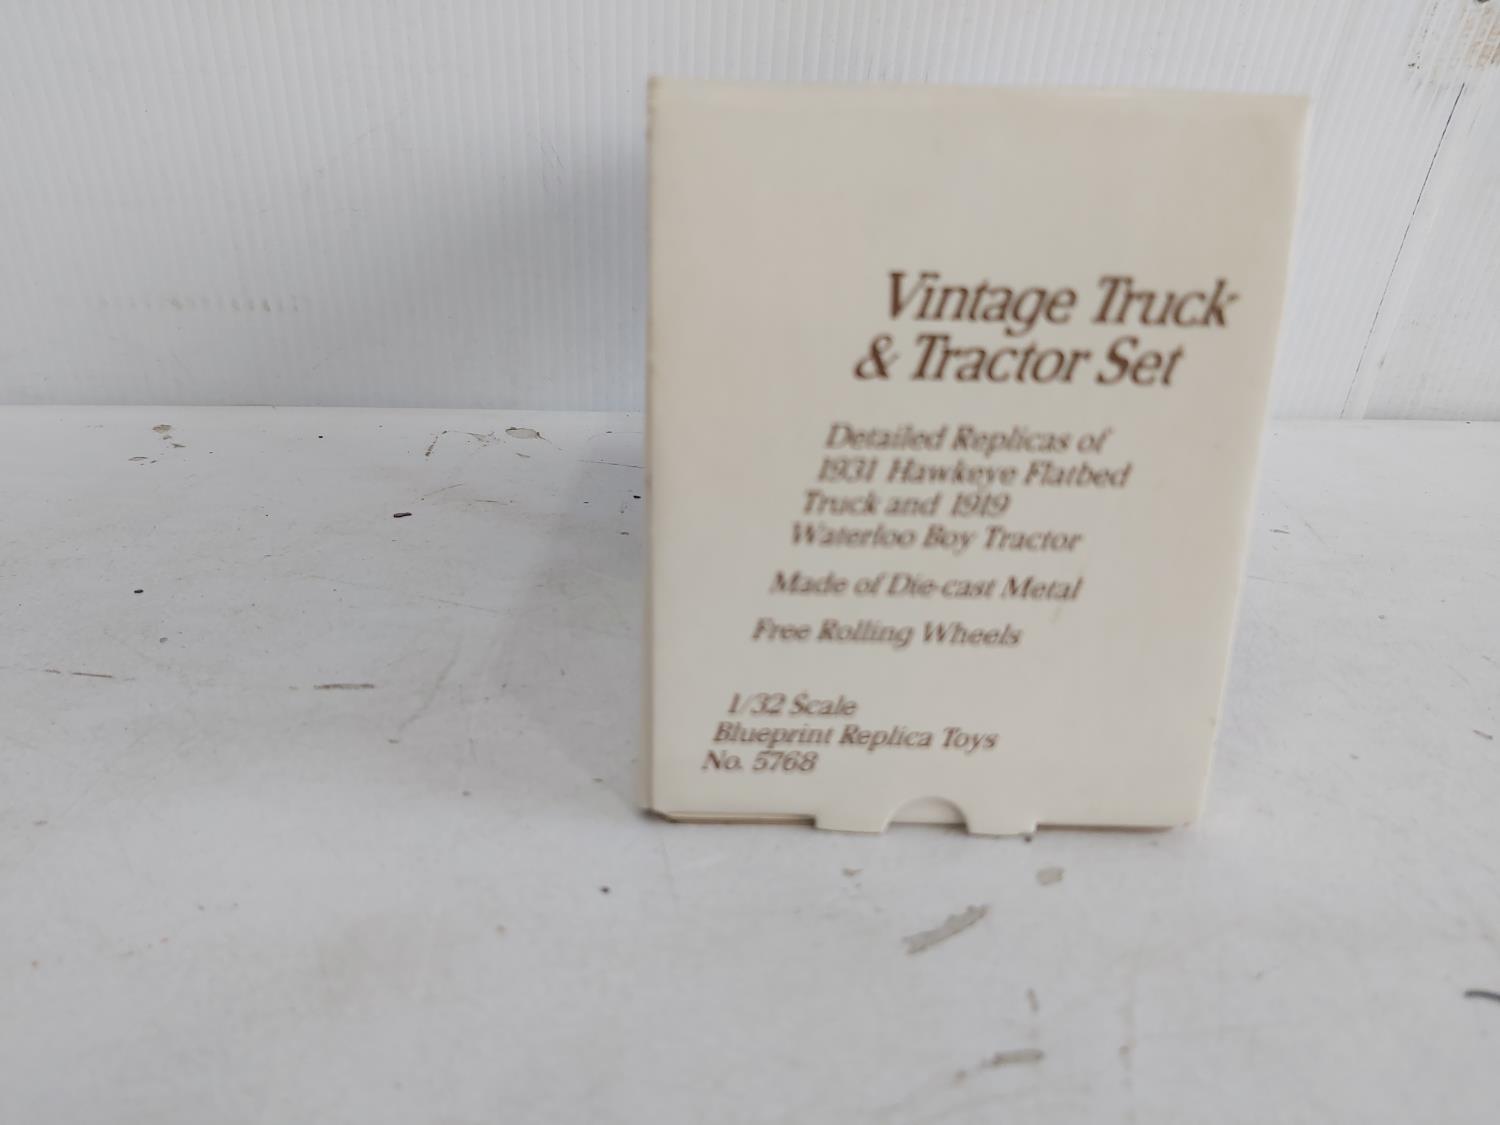 Vintage Truck
& Tractor Set
Detailed Replicas of
1931 Hawkeye Flatbed
Truck and 1919
Waterloo Boy Tractor
Made of Die-cast Metal
Free Rolling Wheels
1/32 Scale
Blueprint Replica Toys
No. 5768